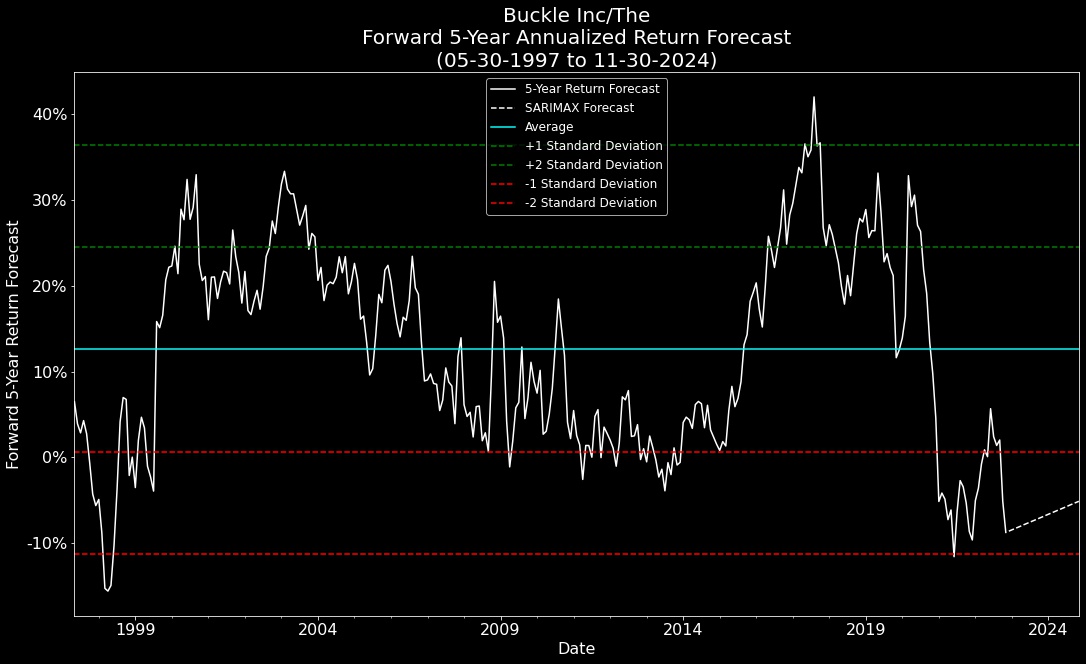 Buckle Inc/The
Forward 5-Year Annualized Return Forecast
(05-30-1997 to 11-30-2024)
5-Year Return Forecast
SARIMAX Forecast
Average
+1 Standard Deviation
+2 Standard Deviation
-1 Standard Deviation
-2 Standard Deviation
Forward 5-Year Return Forecast
40%
30%
20%
10%
0%
-10%
1999
2004
2009
2014
2019
2024
Date